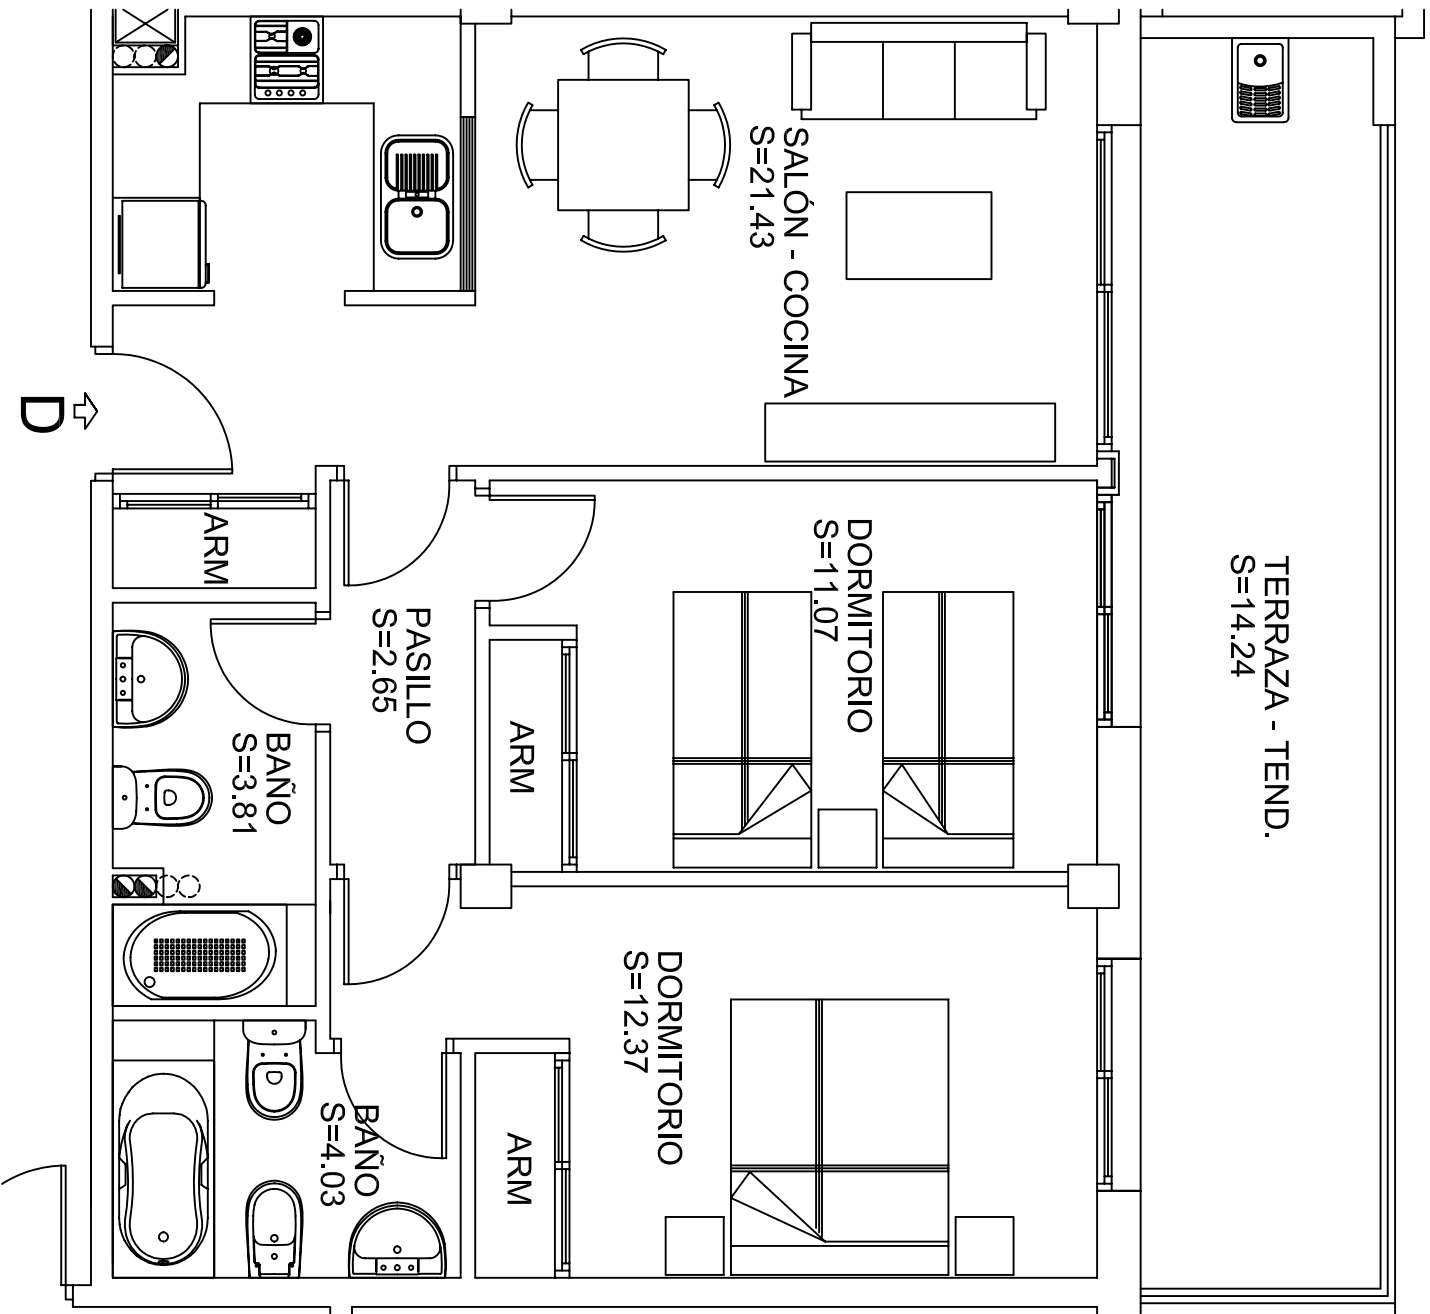 SALÓN - COCINA
S=21.43
D
ARM
DORMITORIO
S=11.07
TERRAZA - TEND.
S=14.24
PASILLO
S=2.65
ARM
BAÑO
S=3.81
DORMITORIO
S=12.37
BAÑO
S=4.03
ARM